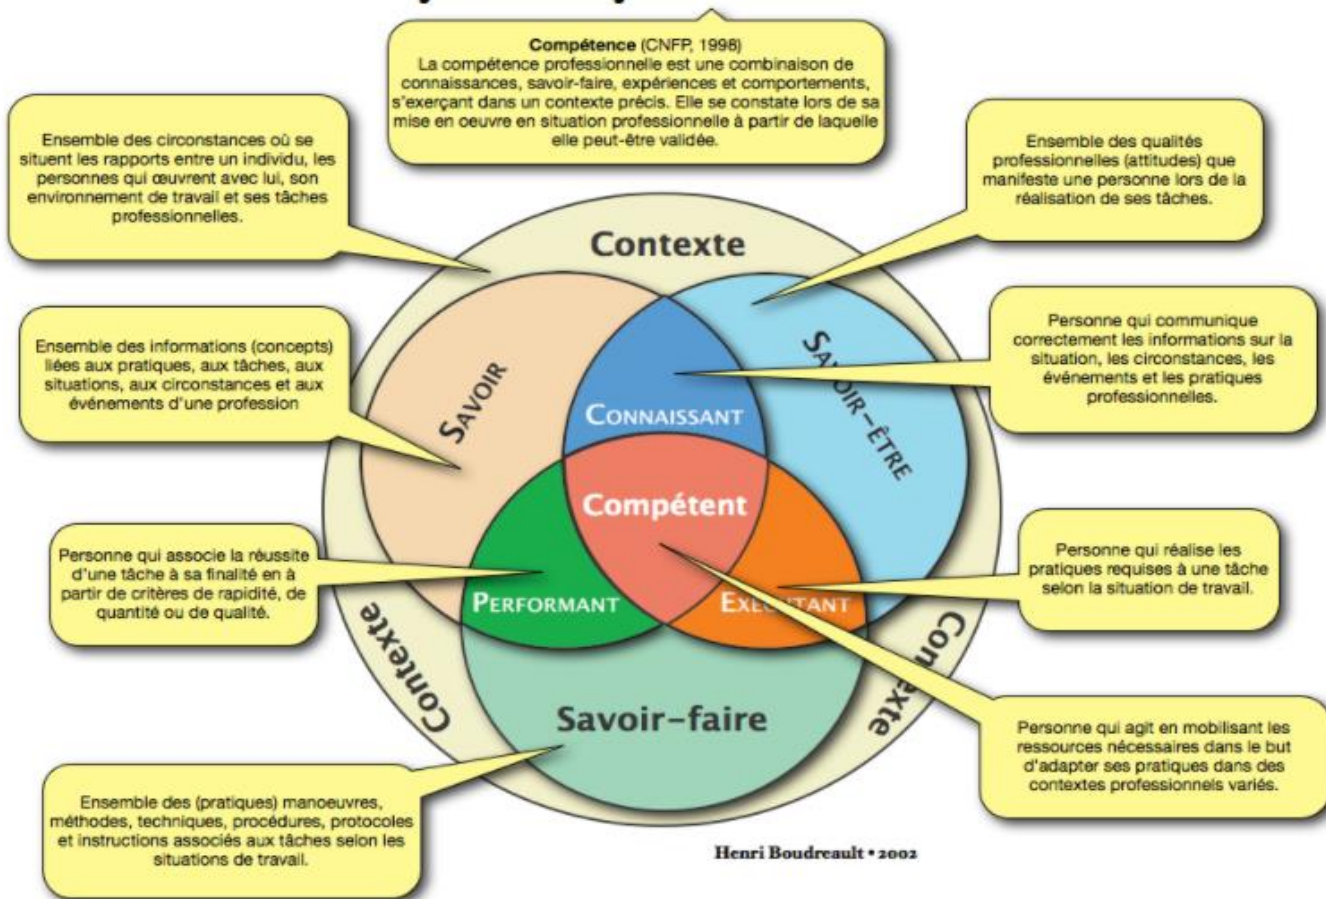 Compétence (CNFP, 1998)
La compétence professionnelle est une combinaison de
connaissances, savoir-faire, expériences et comportements,
s'exerçant dans un contexte précis. Elle se constate lors de sa
mise en oeuvre en situation professionnelle à partir de laquelle
elle peut-être validée.
Ensemble des circonstances où se
situent les rapports entre un individu, les
personnes qui œuvrent avec lui, son
environnement de travail et ses tâches
professionnelles.
Ensemble des qualités
professionnelles (attitudes) que
manifeste une personne lors de la
réalisation de ses tâches.
Contexte
Ensemble des informations (concepts)
liées aux pratiques, aux tâches, aux
situations, aux circonstances et aux
événements d'une profession
Personne qui communique
correctement les informations sur la
situation, les circonstances, les
événements et les pratiques
professionnelles.
SAVOIR
SAVOIR-ÊTRE
CONNAISSANT
Compétent
Personne qui associe la réussite
d'une tâche à sa finalité en à
partir de critères de rapidité, de
quantité ou de qualité.
Personne qui réalise les
pratiques requises à une tâche
selon la situation de travail.
PERFORMANT
EXÉCUTANT
Contexte
Contexte
Savoir-faire
Personne qui agit en mobilisant les
ressources nécessaires dans le but
d'adapter ses pratiques dans des
contextes professionnels variés.
Ensemble des (pratiques) manoeuvres,
méthodes, techniques, procédures, protocoles
et instructions associés aux tâches selon les
situations de travail.
Henri Boudreault • 2002